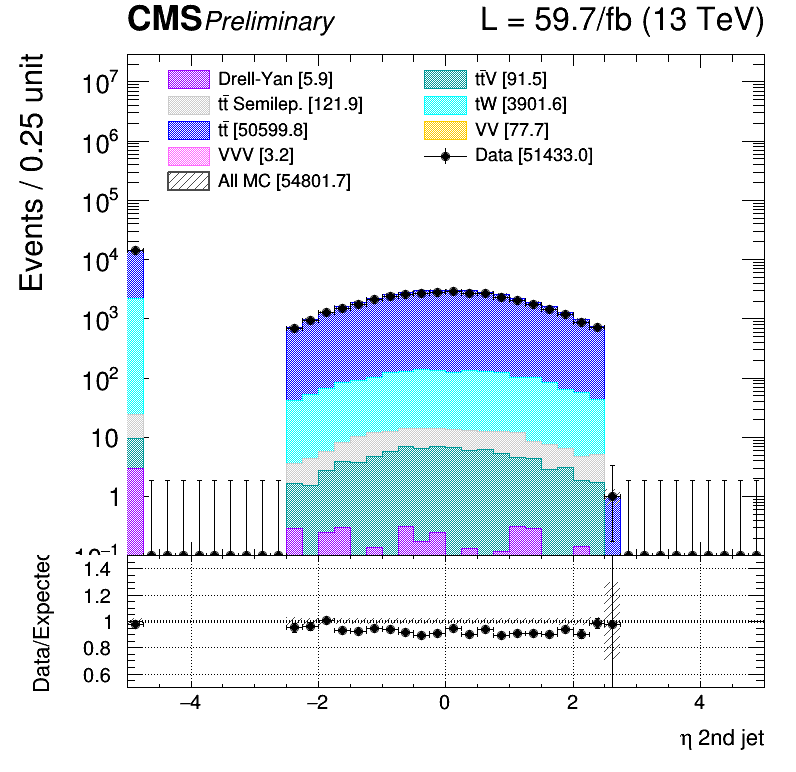 CMS Preliminary L = 59.7/fb (13 TeV)
Events / 0.25 unit
Drell-Yan [5.9]
tt̄ Semilep. [121.9]
tt̄ [50599.8]
VVV [3.2]
All MC [54801.7]
tt̄V [91.5]
tW [3901.6]
VV [77.7]
Data [51433.0]
10⁷
10⁶
10⁵
10⁴
10³
10²
10
1
10⁻¹
Data/Expected
1.4
1.2
1
0.8
0.6
−4 −2 0 2 4
η 2nd jet